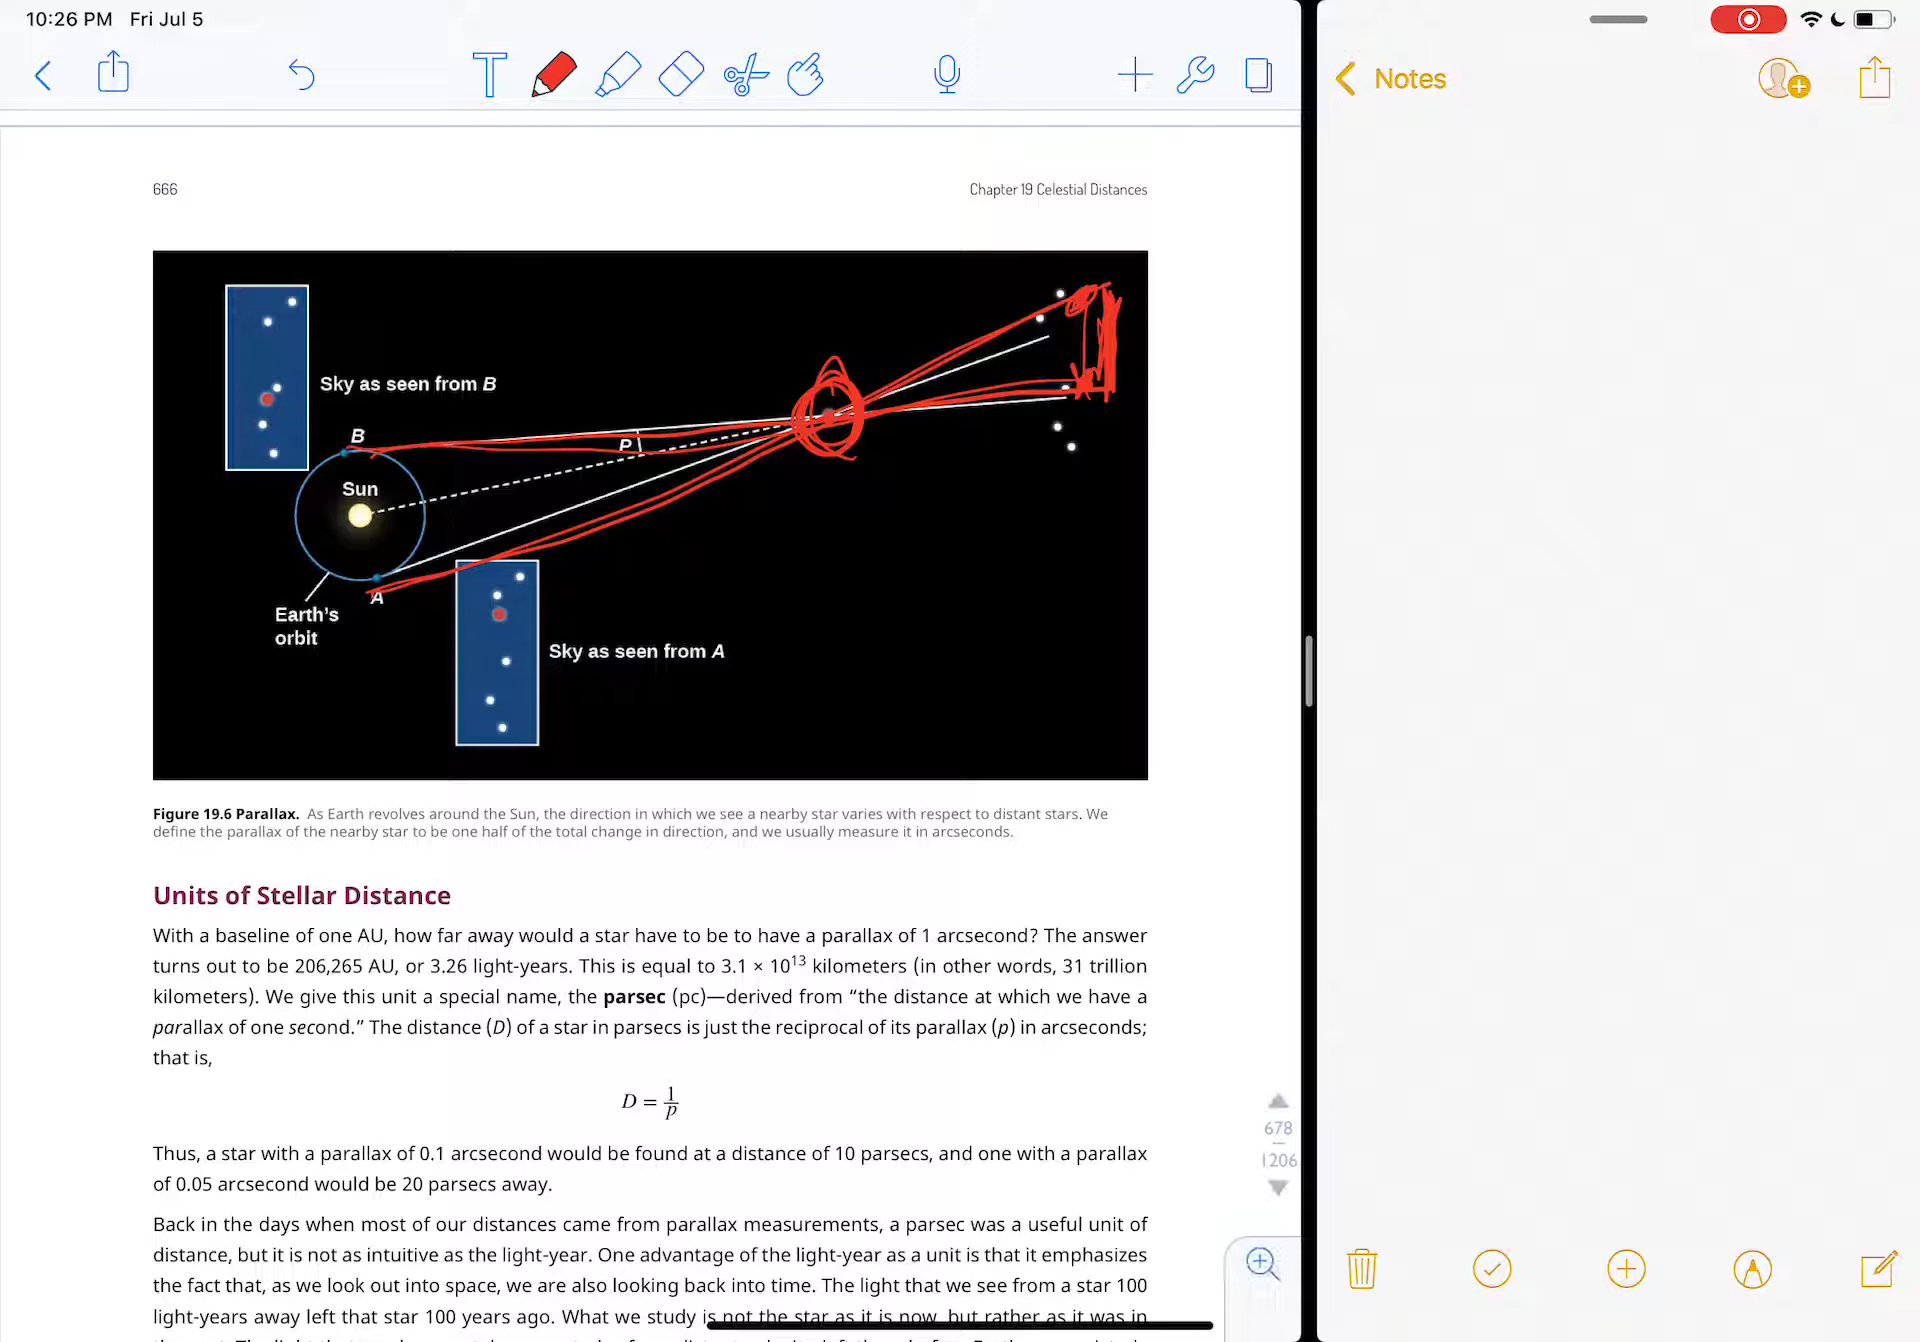 10:26 PM Fri Jul 5
Notes
666
Chapter 19 Celestial Distances
Sky as seen from B
B
P
Sun
A
Earth's
orbit
Sky as seen from A
Figure 19.6 Parallax. As Earth revolves around the Sun, the direction in which we see a nearby star varies with respect to distant stars. We
define the parallax of the nearby star to be one half of the total change in direction, and we usually measure it in arcseconds.
Units of Stellar Distance
With a baseline of one AU, how far away would a star have to be to have a parallax of 1 arcsecond? The answer
turns out to be 206,265 AU, or 3.26 light-years. This is equal to 3.1 × 10¹³ kilometers (in other words, 31 trillion
kilometers). We give this unit a special name, the parsec (pc)—derived from “the distance at which we have a
parallax of one second.” The distance (D) of a star in parsecs is just the reciprocal of its parallax (p) in arcseconds;
that is,
D = 1/p
678
1206
Thus, a star with a parallax of 0.1 arcsecond would be found at a distance of 10 parsecs, and one with a parallax
of 0.05 arcsecond would be 20 parsecs away.
Back in the days when most of our distances came from parallax measurements, a parsec was a useful unit of
distance, but it is not as intuitive as the light-year. One advantage of the light-year as a unit is that it emphasizes
the fact that, as we look out into space, we are also looking back into time. The light that we see from a star 100
light-years away left that star 100 years ago. What we study is not the star as it is now, but rather as it was in